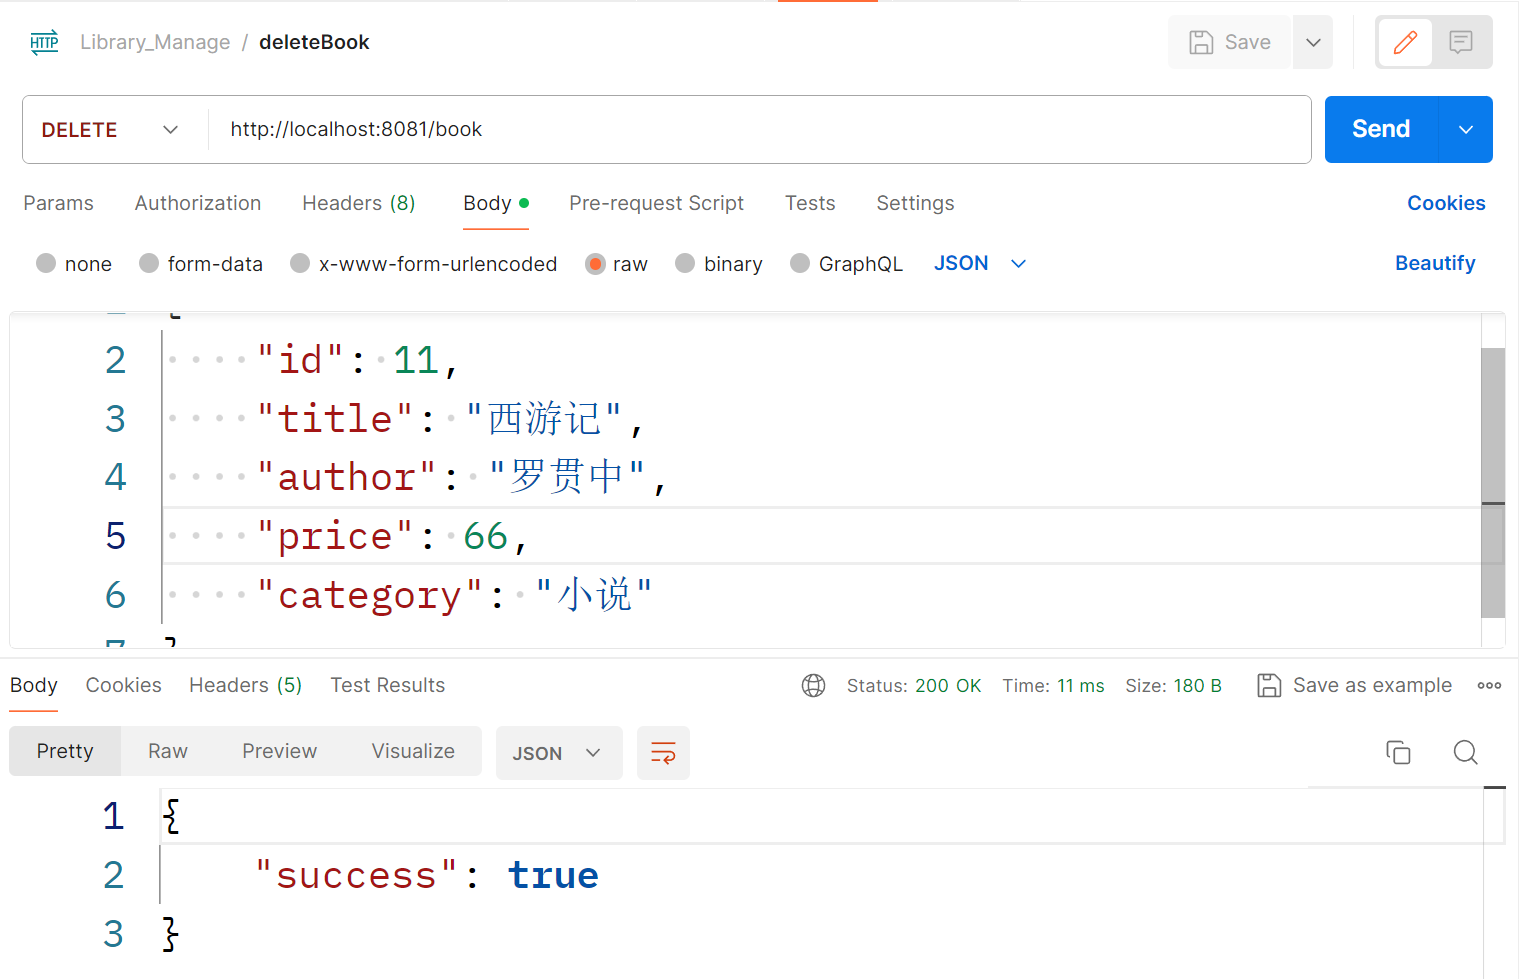 HTTP Library_Manage / deleteBook Save
DELETE http://localhost:8081/book Send
Params Authorization Headers (8) Body Pre-request Script Tests Settings Cookies
none form-data x-www-form-urlencoded raw binary GraphQL JSON Beautify
{
2 "id": 11,
3 "title": "西游记",
4 "author": "罗贯中",
5 "price": 66,
6 "category": "小说"
7 }
Body Cookies Headers (5) Test Results Status: 200 OK Time: 11 ms Size: 180 B Save as example
Pretty Raw Preview Visualize JSON
1 {
2 "success": true
3 }